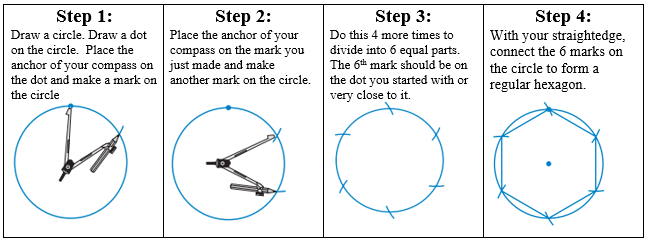 Step 1:
Draw a circle. Draw a dot
on the circle.  Place the
anchor of your compass on
the dot and make a mark on
the circle
Step 2:
Place the anchor of your
compass on the mark you
just made and make
another mark on the circle.
Step 3:
Do this 4 more times to
divide into 6 equal parts.
The 6th mark should be on
the dot you started with or
very close to it.
Step 4:
With your straightedge,
connect the 6 marks on
the circle to form a
regular hexagon.